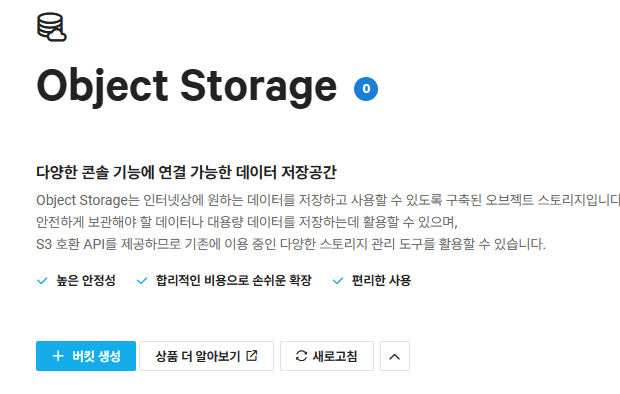 Object Storage 0
다양한 콘솔 기능에 연결 가능한 데이터 저장공간
Object Storage는 인터넷상에 원하는 데이터를 저장하고 사용할 수 있도록 구축된 오브젝트 스토리지입니다
안전하게 보관해야 할 데이터나 대용량 데이터를 저장하는데 활용할 수 있으며,
S3 호환 API를 제공하므로 기존에 이용 중인 다양한 스토리지 관리 도구를 활용할 수 있습니다.
높은 안정성 합리적인 비용으로 손쉬운 확장 편리한 사용
버킷 생성 상품 더 알아보기 새로고침